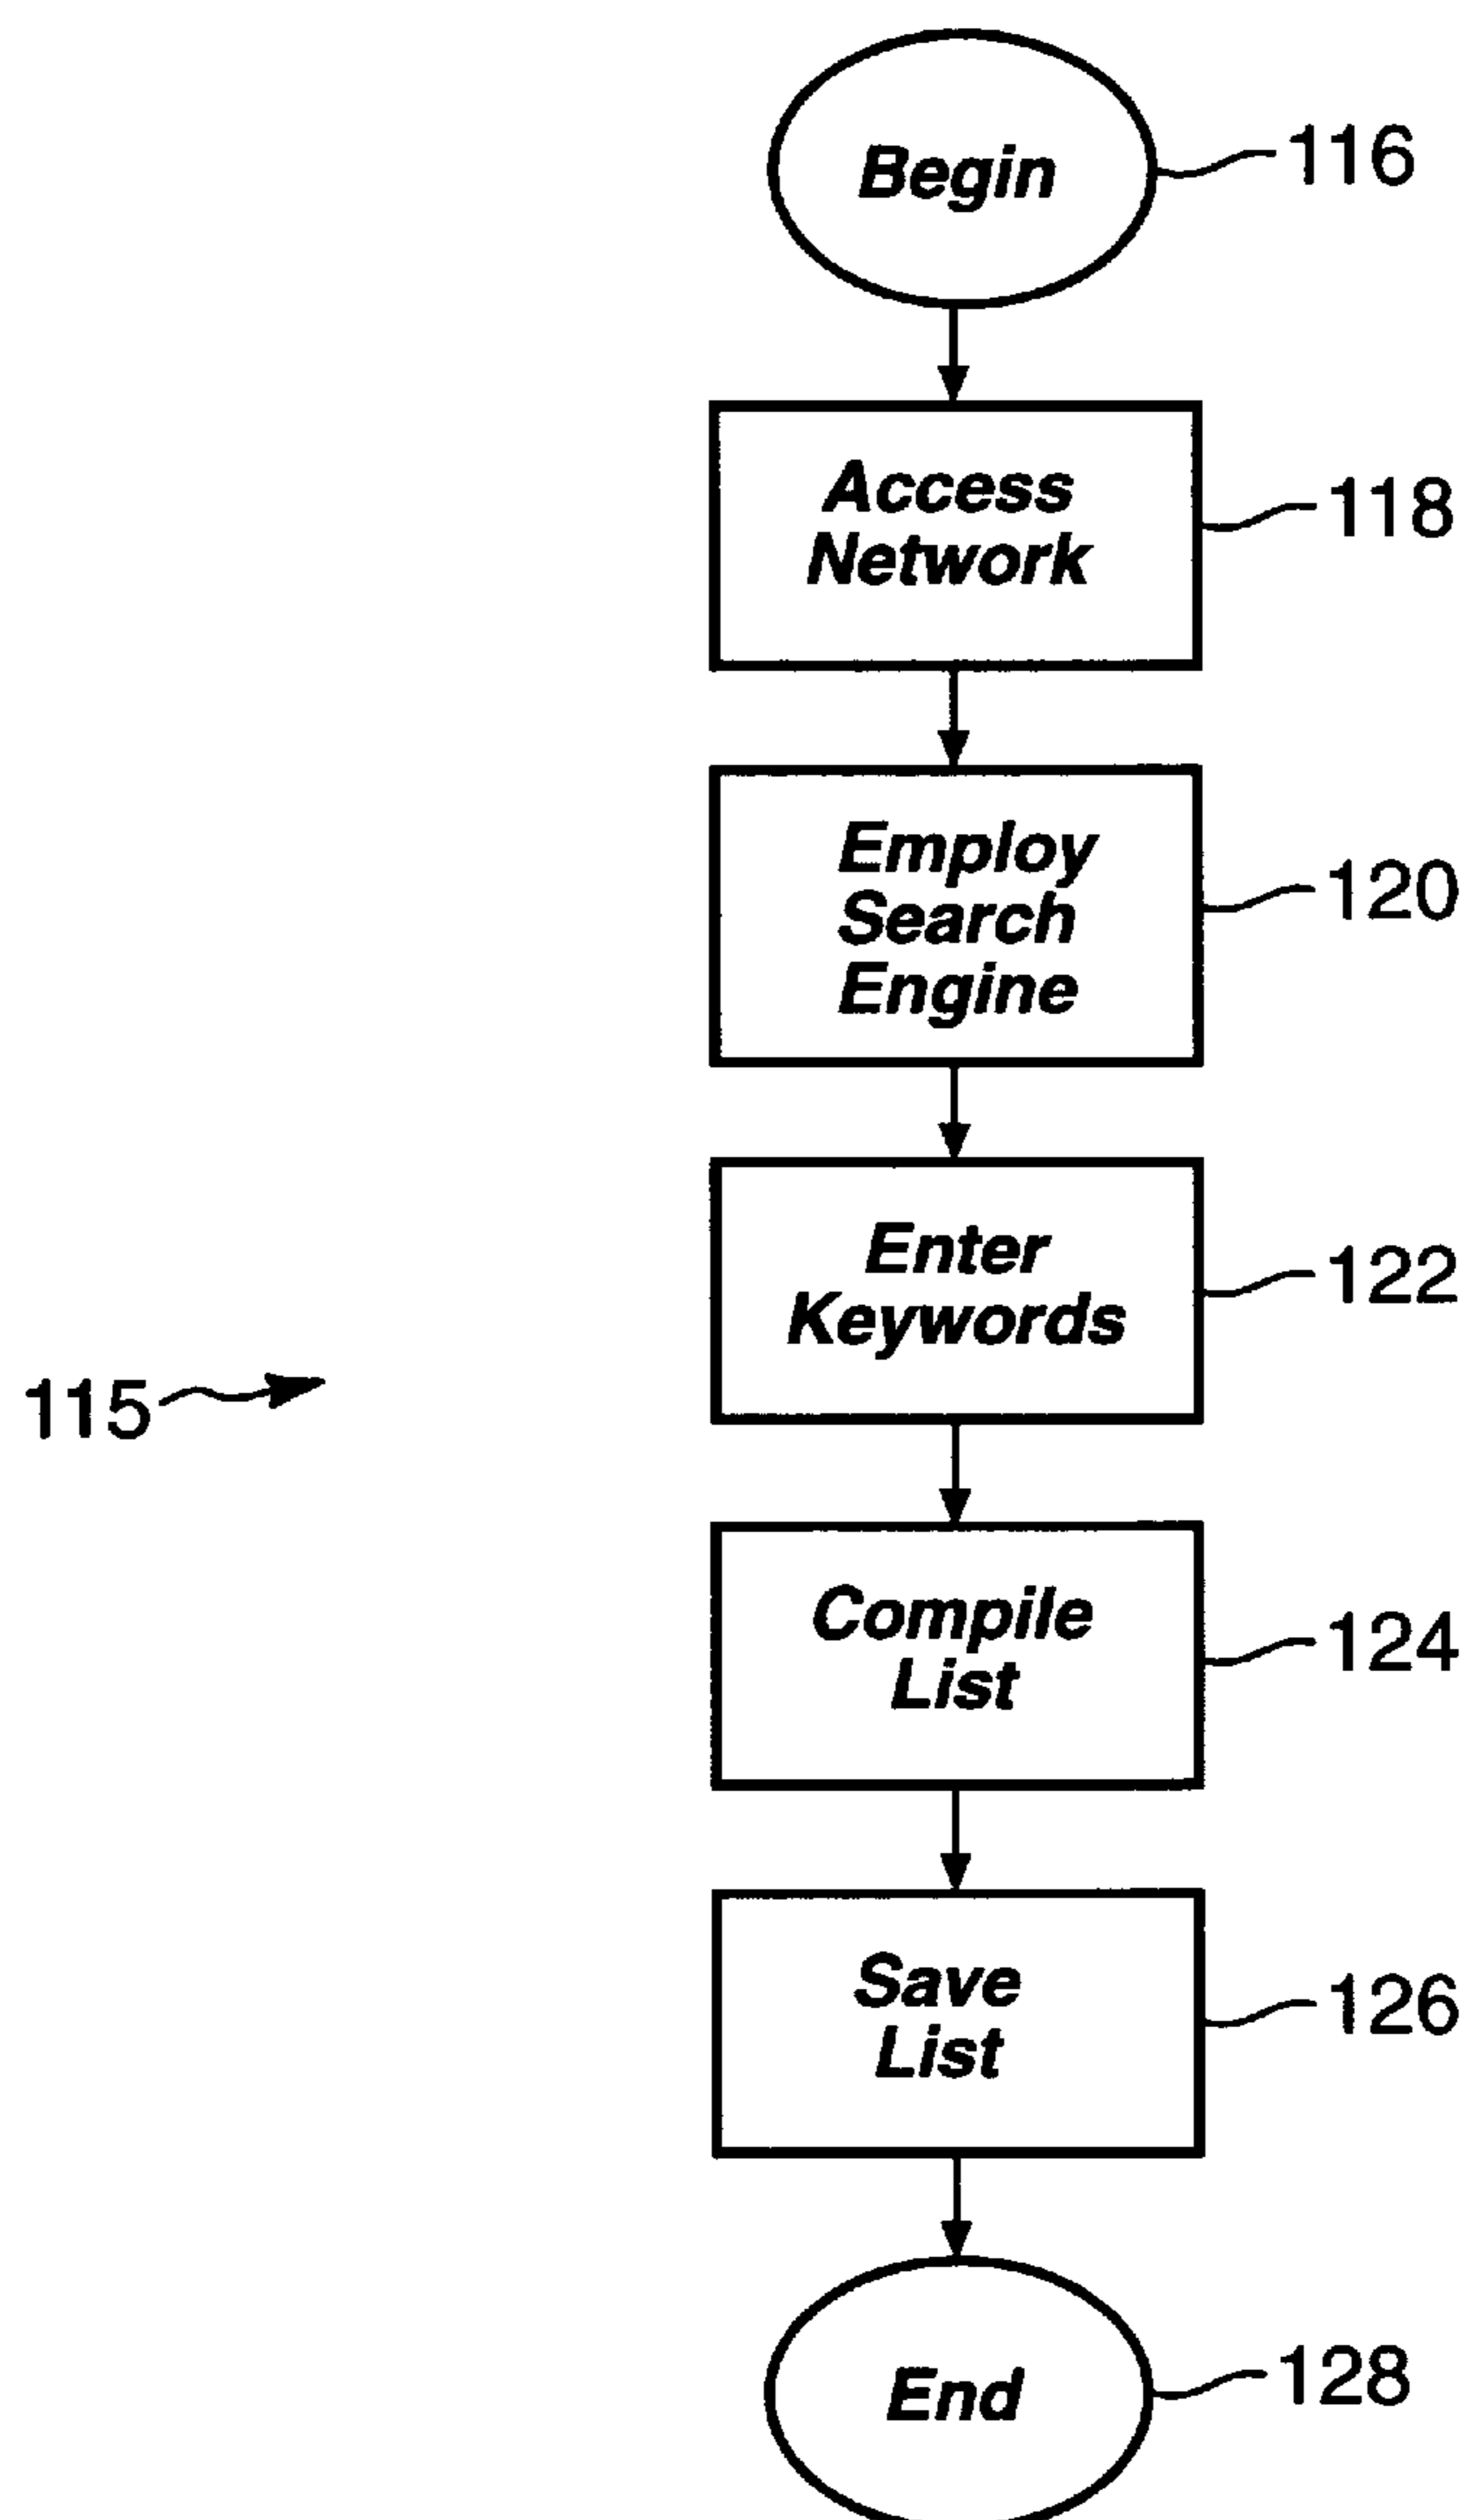 Begin
116
Access
Network
118
Employ
Search
Engine
120
Enter
Keywords
122
115
Compile
List
124
Save
List
126
End
128